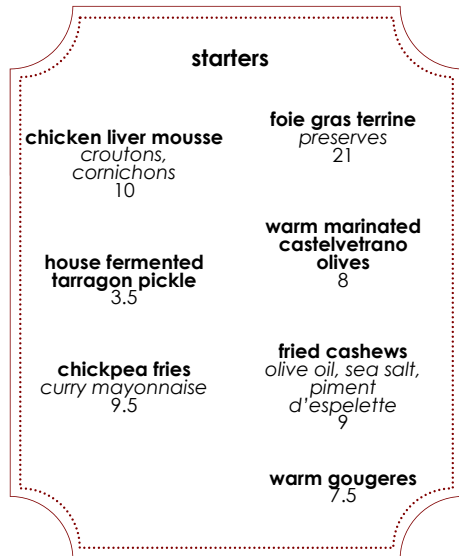 starters
chicken liver mousse
croutons,
cornichons
10
house fermented
tarragon pickle
3.5
chickpea fries
curry mayonnaise
9.5
foie gras terrine
preserves
21
warm marinated
castelvetrano
olives
8
fried cashews
olive oil, sea salt,
piment
d'espelette
9
warm gougeres
7.5